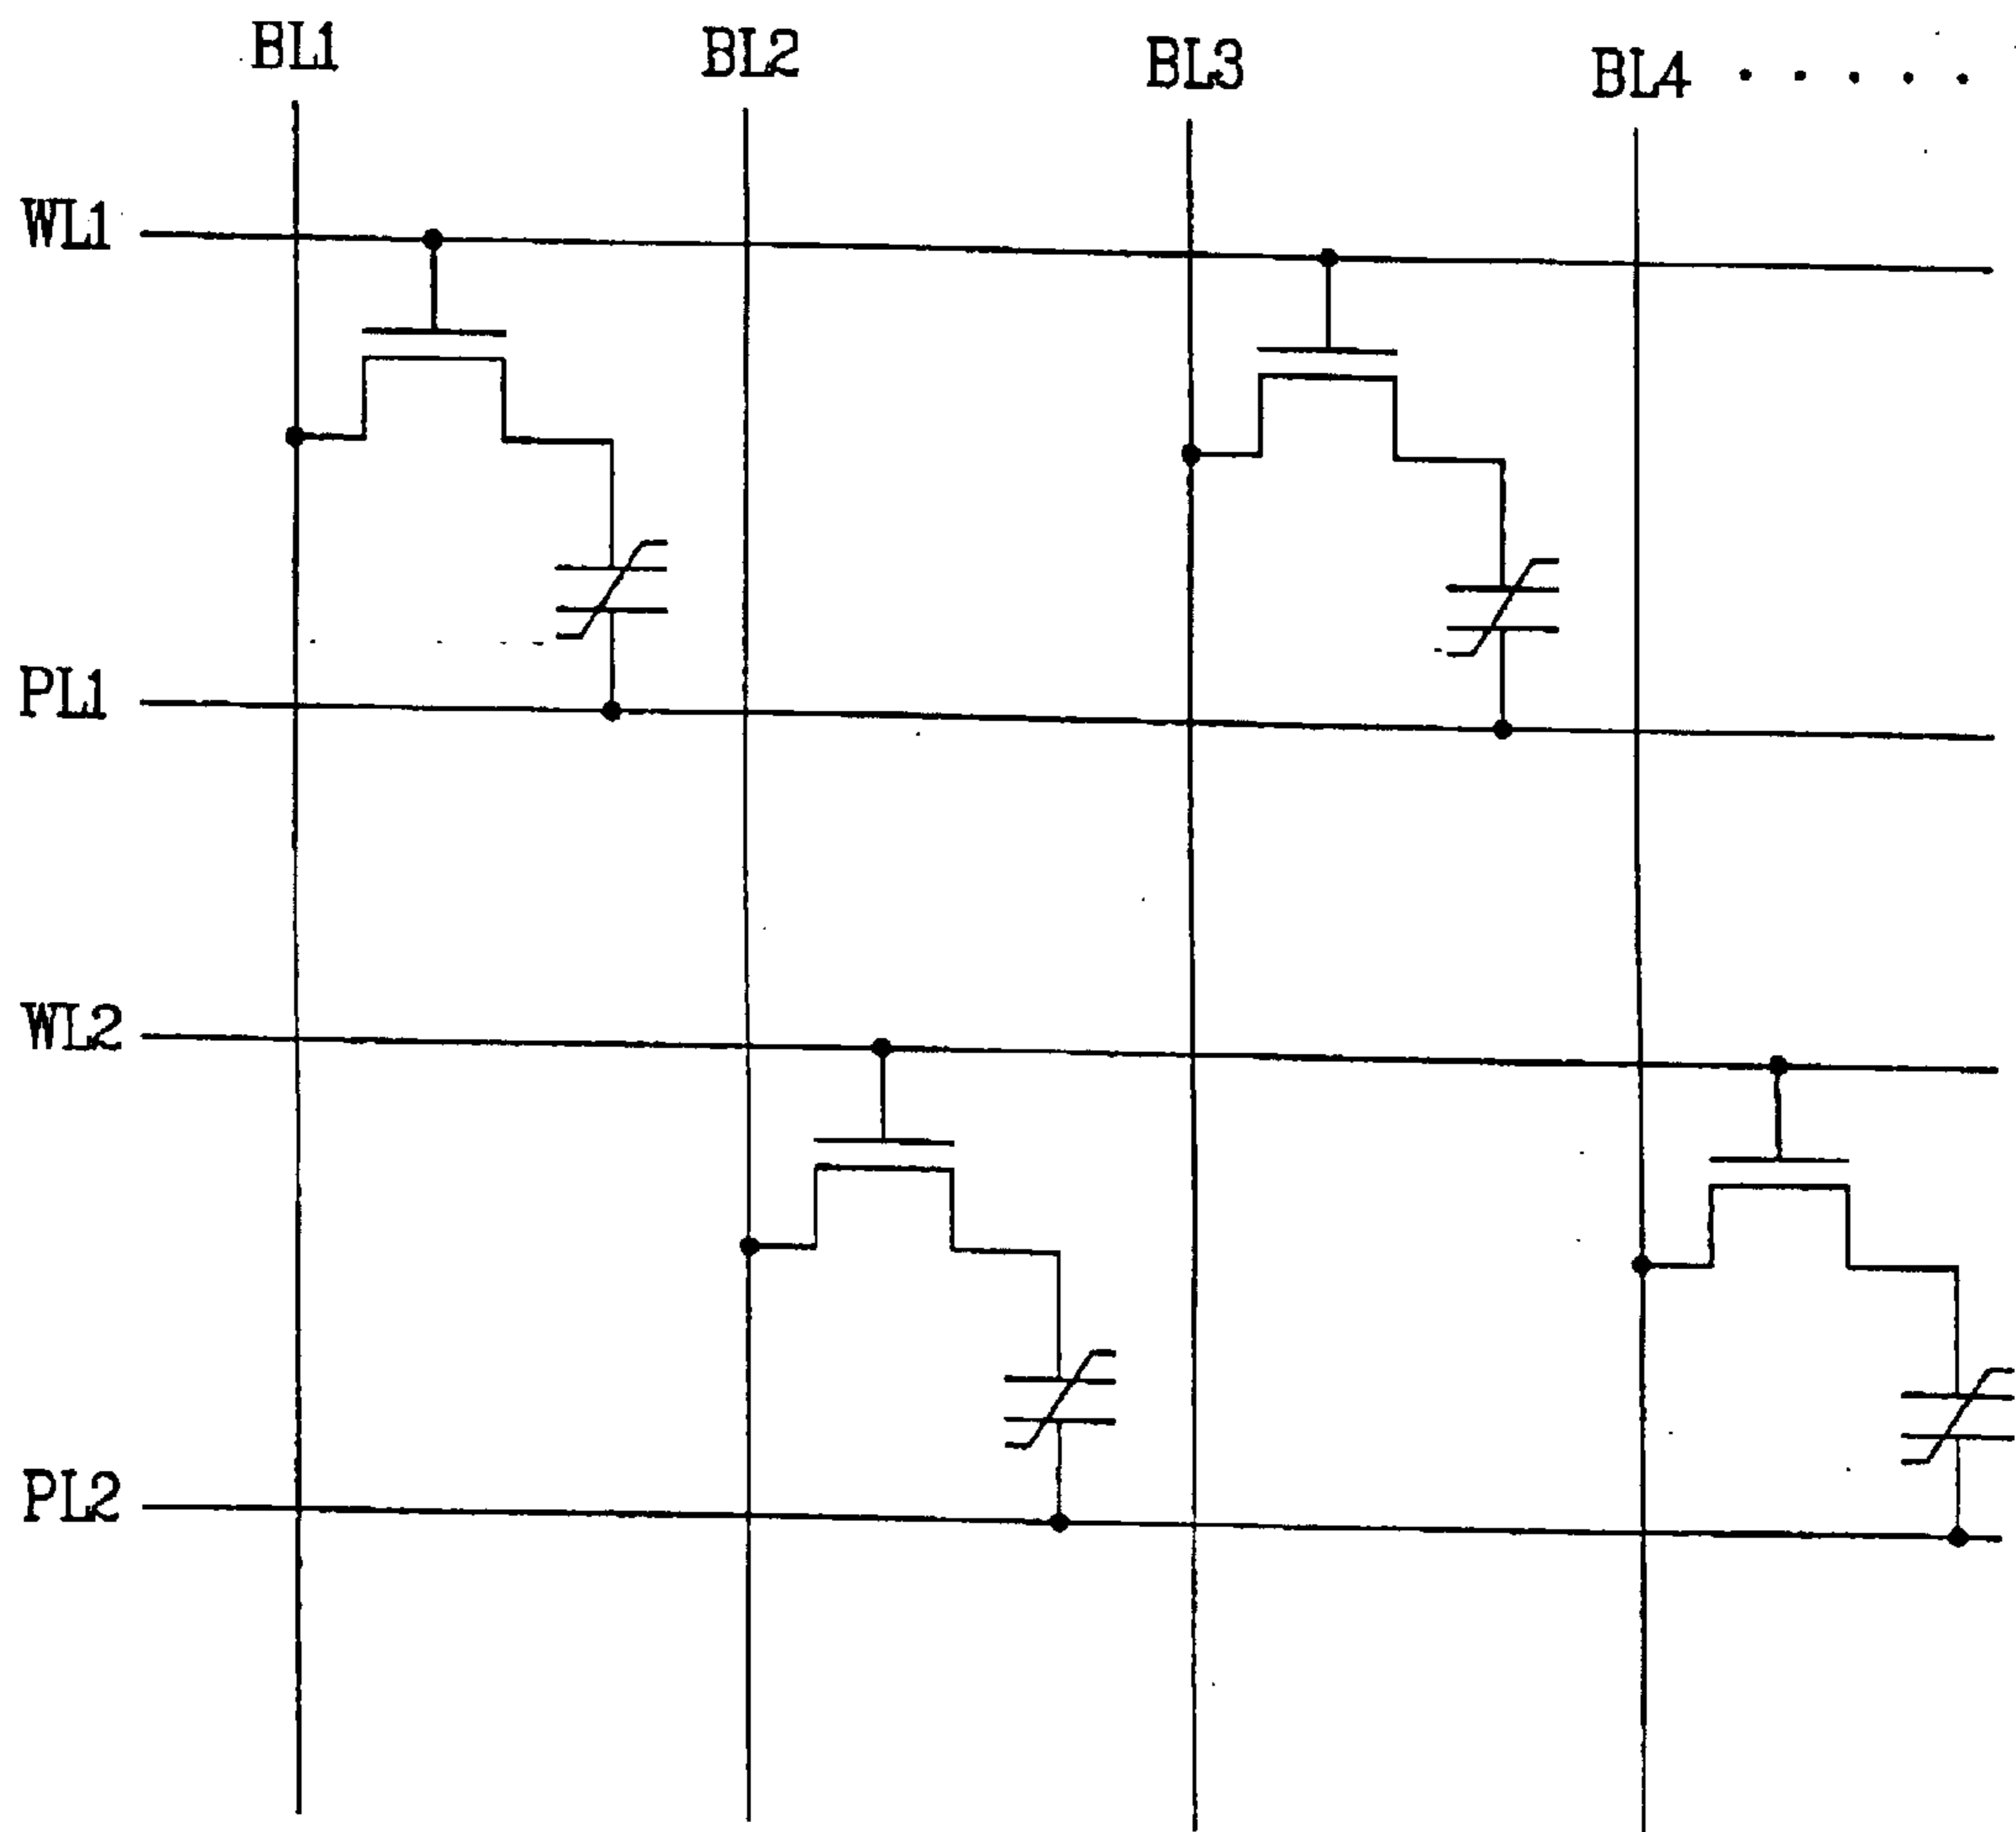 BL1 BL2 BL3 BL4 . . . . .
WL1
PL1
WL2
PL2